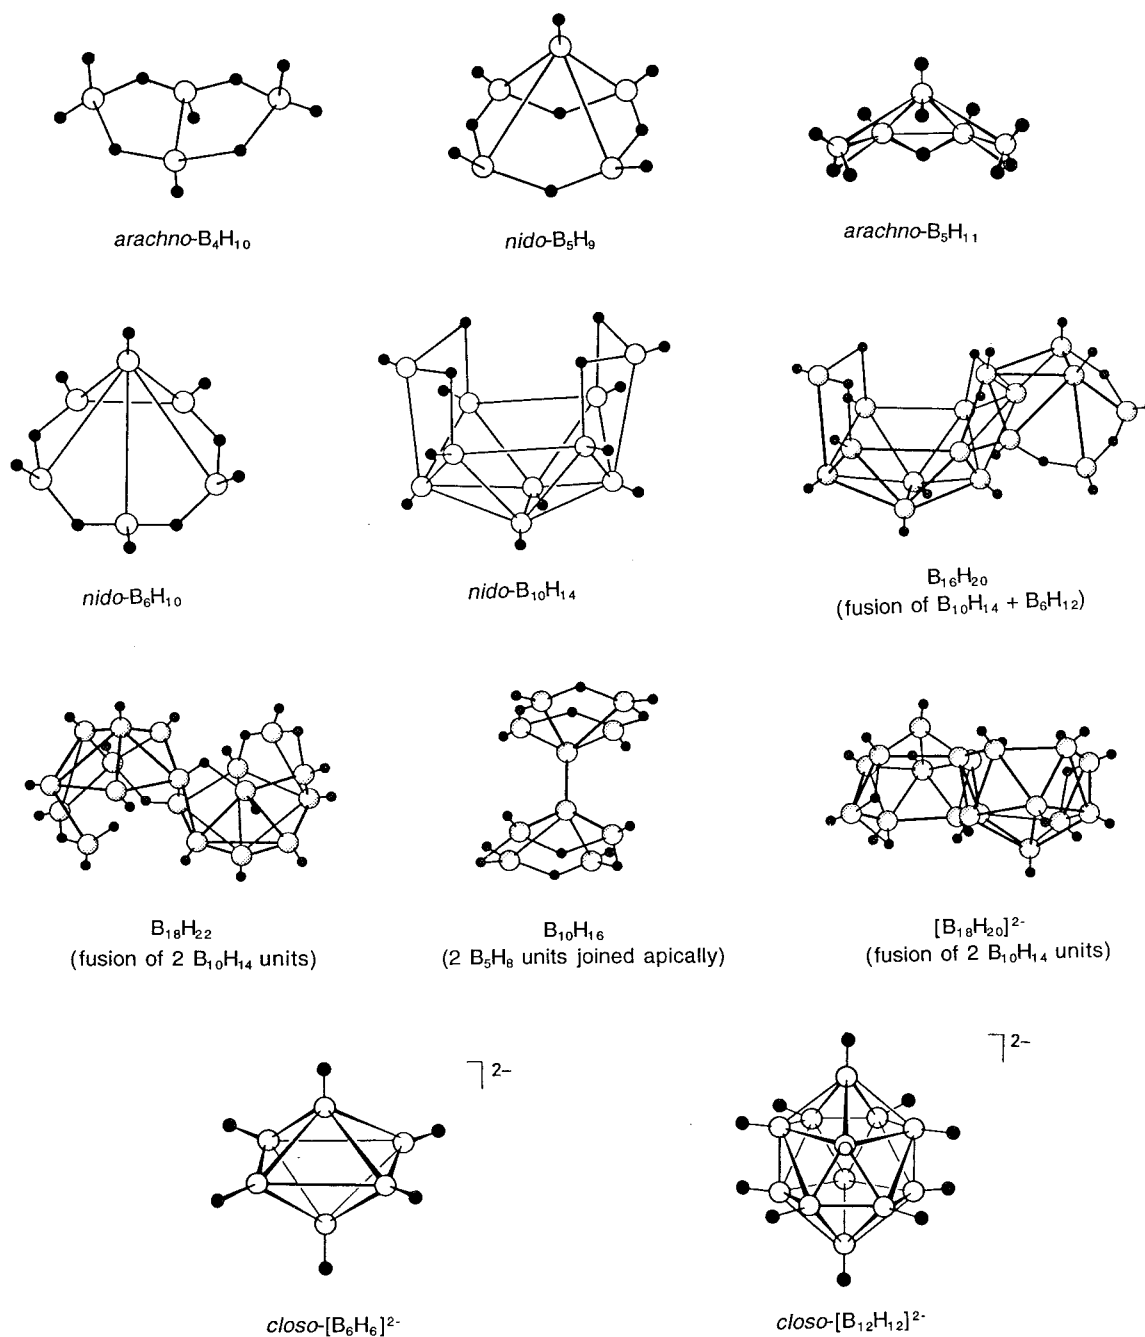 arachno-B₄H₁₀
nido-B₅H₉
arachno-B₅H₁₁
nido-B₆H₁₀
nido-B₁₀H₁₄
B₁₆H₂₀
(fusion of B₁₀H₁₄ + B₆H₁₂)
B₁₈H₂₂
(fusion of 2 B₁₀H₁₄ units)
B₁₀H₁₆
(2 B₅H₈ units joined apically)
[B₁₈H₂₀]²⁻
(fusion of 2 B₁₀H₁₄ units)
2−
2−
closo-[B₆H₆]²⁻
closo-[B₁₂H₁₂]²⁻